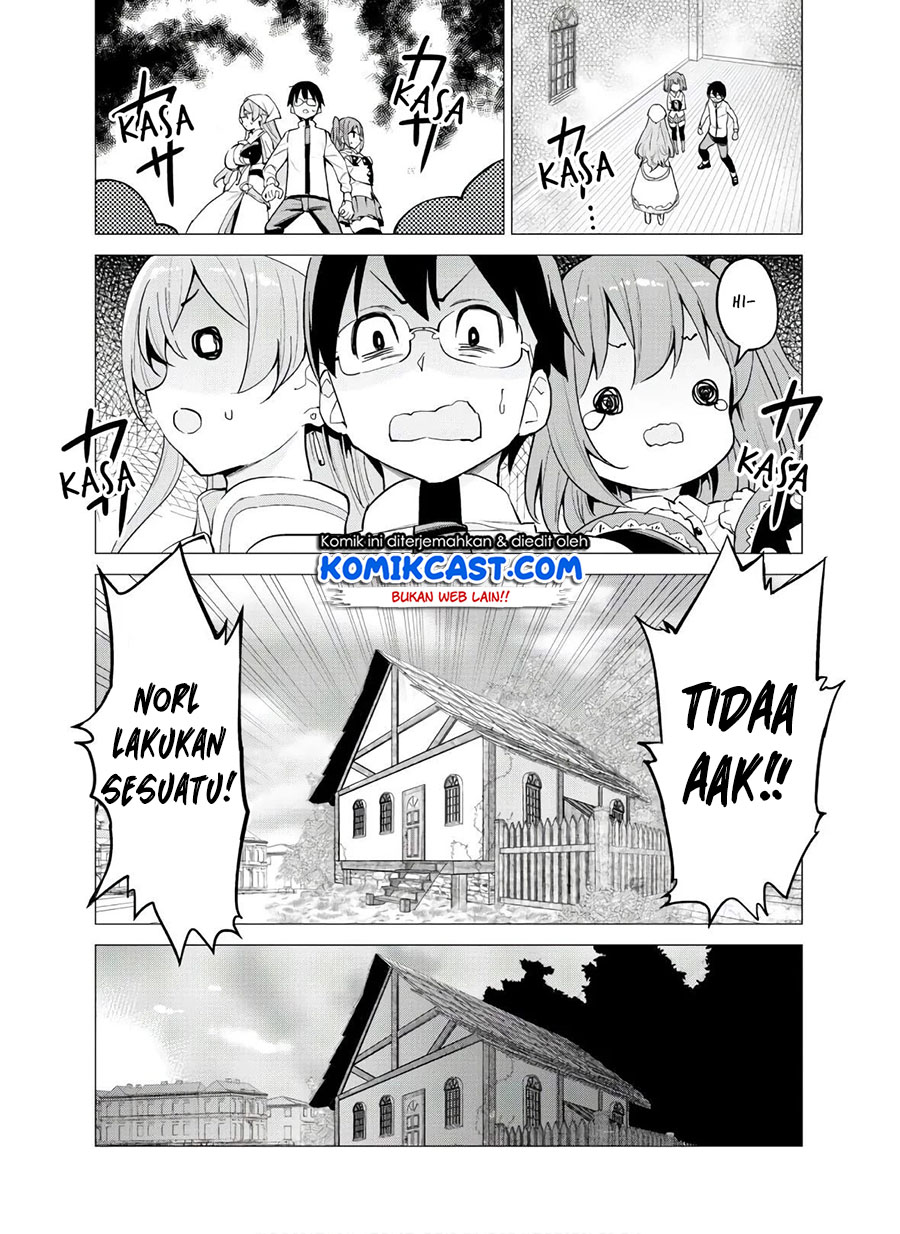 カサ
KASA
…
カサ
KASA
カサ
KASA
HI-
カサ
KASA
カサ
KASA
Komik ini diterjemahkan & diedit oleh
KOMIKCAST.COM
BUKAN WEB LAIN!!
TIDAA
AAK!!
NORL
LAKUKAN
SESUATU!